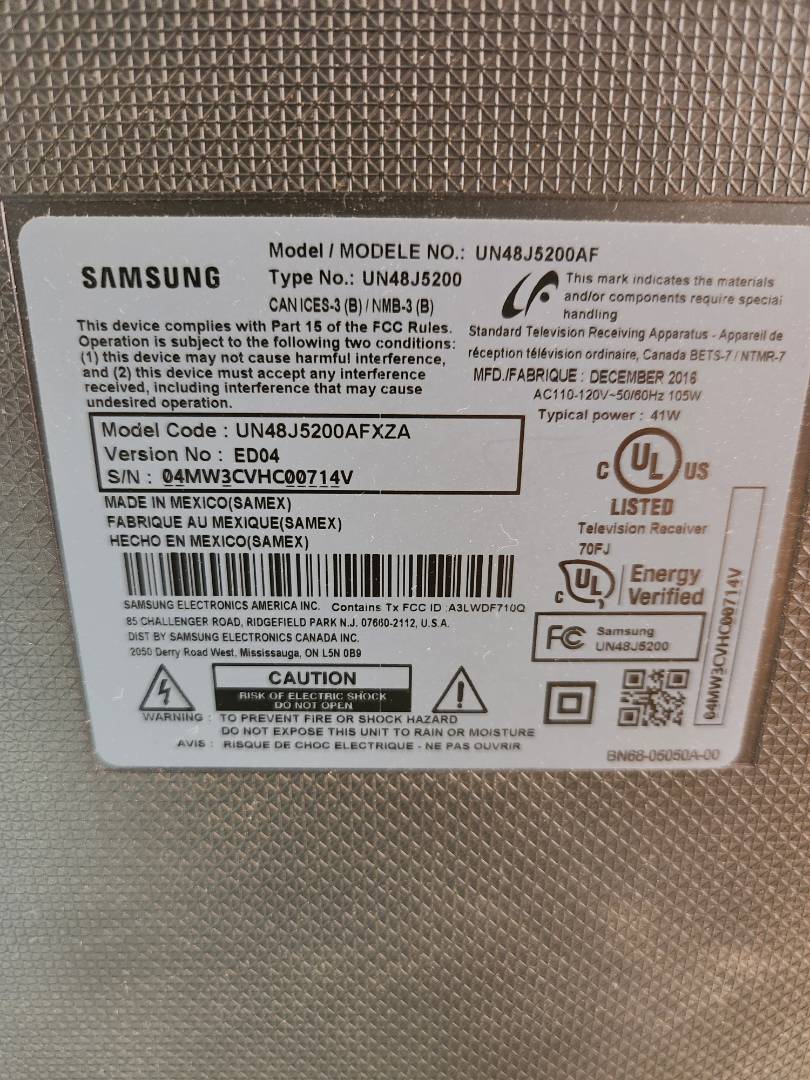 SAMSUNG
Model / MODELE NO.: UN48J5200AF
Type No.: UN48J5200
CAN ICES-3 (B) / NMB-3 (B)
This device complies with Part 15 of the FCC Rules.
Operation is subject to the following two conditions:
(1) this device may not cause harmful interference,
and (2) this device must accept any interference
received, including interference that may cause
undesired operation.
This mark indicates the materials
and/or components require special
handling
Standard Television Receiving Apparatus - Appareil de
réception télévision ordinaire, Canada BETS-7 / NTMR-7
MFD./FABRIQUE : DECEMBER 2016
AC110-120V~50/60Hz 105W
Typical power : 41W
Model Code : UN48J5200AFXZA
Version No : ED04
S/N : 04MW3CVHC00714V
C UL US
LISTED
Television Receiver
70FJ
MADE IN MEXICO(SAMEX)
FABRIQUE AU MEXIQUE(SAMEX)
HECHO EN MEXICO(SAMEX)
C UL Energy
Verified
SAMSUNG ELECTRONICS AMERICA INC. Contains Tx FCC ID :A3LWDF710Q
85 CHALLENGER ROAD, RIDGEFIELD PARK N.J. 07660-2112, U.S.A.
DIST BY SAMSUNG ELECTRONICS CANADA INC.
2050 Derry Road West, Mississauga, ON L5N 0B9
FC Samsung
UN48J5200
04MW3CVHC00714V
CAUTION
RISK OF ELECTRIC SHOCK
DO NOT OPEN
WARNING : TO PREVENT FIRE OR SHOCK HAZARD
DO NOT EXPOSE THIS UNIT TO RAIN OR MOISTURE
AVIS : RISQUE DE CHOC ELECTRIQUE - NE PAS OUVRIR
BN68-05050A-00